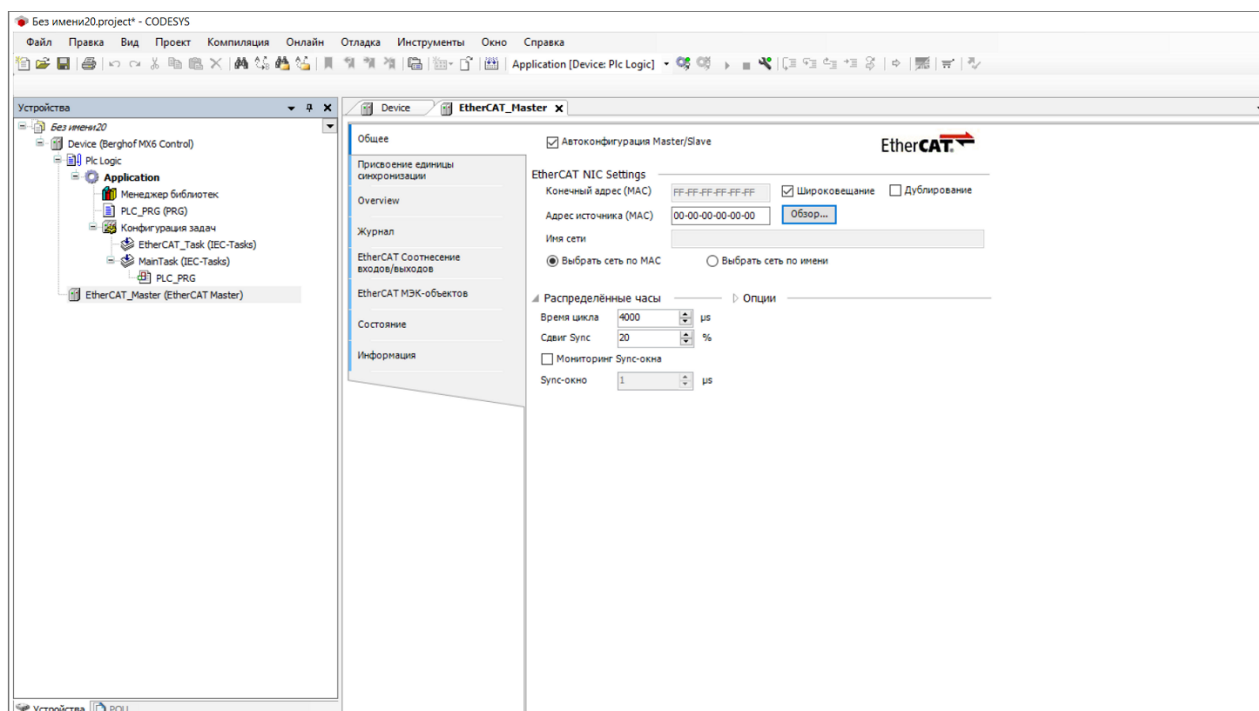 Без имени20.project* - CODESYS
Файл Правка Вид Проект Компиляция Онлайн Отладка Инструменты Окно Справка
Application [Device: Plc Logic]
Устройства
Без имени20
Device (Berghof MX6 Control)
Plc Logic
Application
Менеджер библиотек
PLC_PRG (PRG)
Конфигурация задач
EtherCAT_Task (IEC-Tasks)
MainTask (IEC-Tasks)
PLC_PRG
EtherCAT_Master (EtherCAT Master)
Устройства POU
Device EtherCAT_Master
Общее
Присвоение единицы
синхронизации
Overview
Журнал
EtherCAT Соотнесение
входов/выходов
EtherCAT МЭК-объектов
Состояние
Информация
Автоконфигурация Master/Slave
EtherCAT
EtherCAT NIC Settings
Конечный адрес (MAC) FF-FF-FF-FF-FF-FF Широковещание Дублирование
Адрес источника (MAC) 00-00-00-00-00-00 Обзор...
Имя сети
Выбрать сеть по MAC Выбрать сеть по имени
Распределённые часы Опции
Время цикла 4000 µs
Сдвиг Sync 20 %
Мониторинг Sync-окна
Sync-окно 1 µs